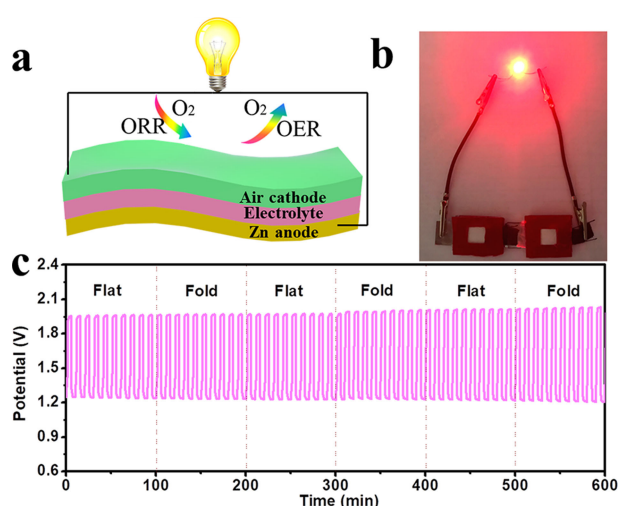 a
b
O2
O2
ORR
OER
Air cathode
Electrolyte
Zn anode
c
2.4
2.1
1.8
1.5
1.2
0.9
0.6
Potential (V)
Flat
Fold
Flat
Fold
Flat
Fold
0
100
200
300
400
500
600
Time (min)